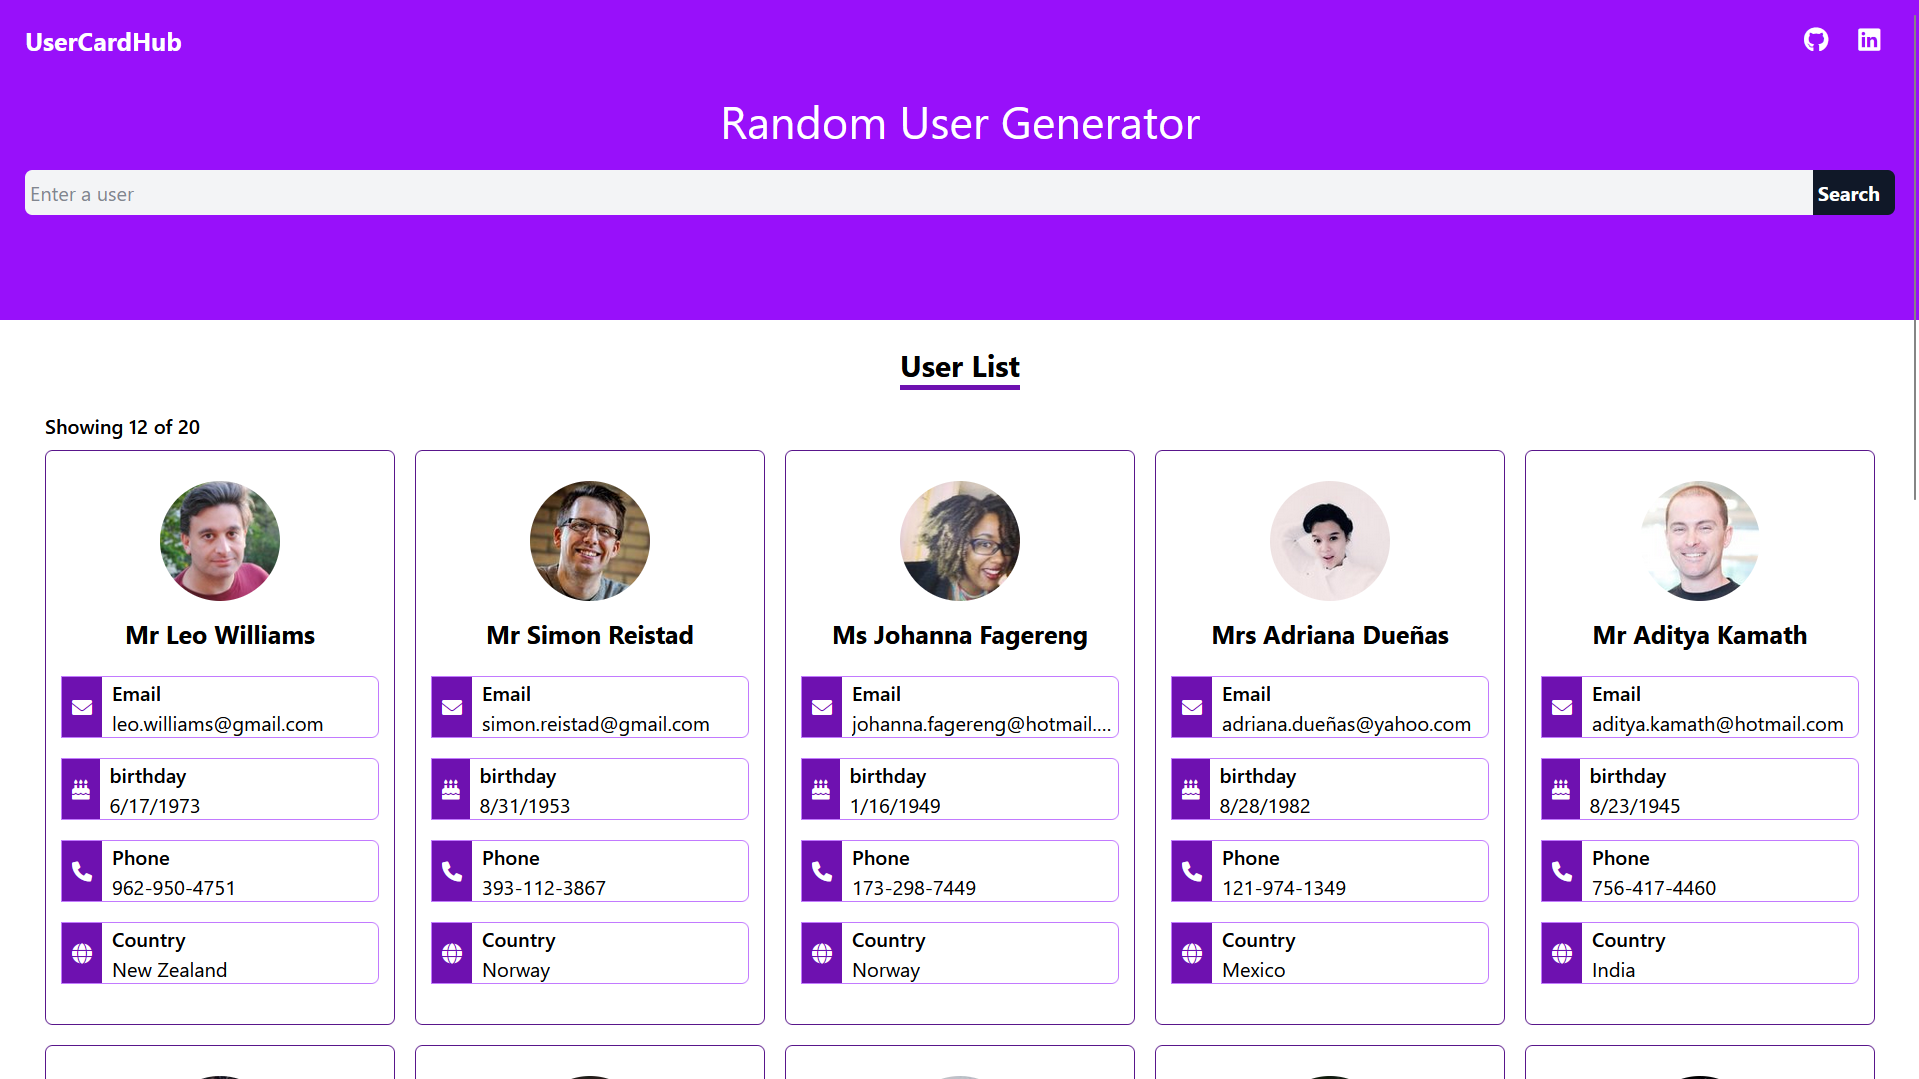 UserCardHub
Random User Generator
Enter a user
Search
User List
Showing 12 of 20
Mr Leo Williams
Email
leo.williams@gmail.com
birthday
6/17/1973
Phone
962-950-4751
Country
New Zealand
Mr Simon Reistad
Email
simon.reistad@gmail.com
birthday
8/31/1953
Phone
393-112-3867
Country
Norway
Ms Johanna Fagereng
Email
johanna.fagereng@hotmail....
birthday
1/16/1949
Phone
173-298-7449
Country
Norway
Mrs Adriana Dueñas
Email
adriana.dueñas@yahoo.com
birthday
8/28/1982
Phone
121-974-1349
Country
Mexico
Mr Aditya Kamath
Email
aditya.kamath@hotmail.com
birthday
8/23/1945
Phone
756-417-4460
Country
India